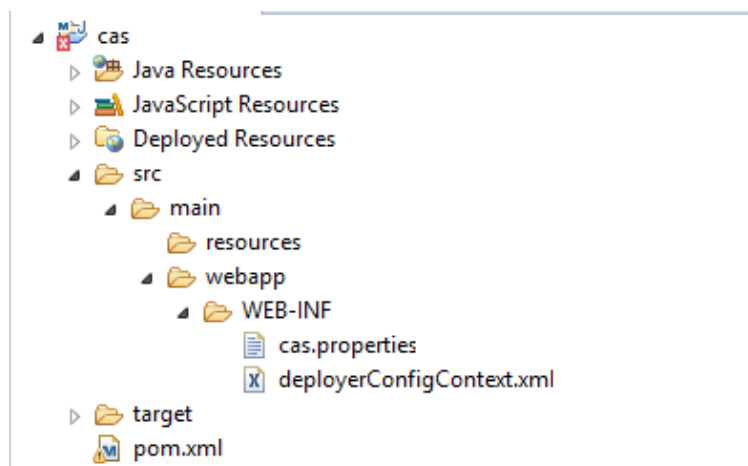 cas
Java Resources
JavaScript Resources
Deployed Resources
src
main
resources
webapp
WEB-INF
cas.properties
deployerConfigContext.xml
target
pom.xml